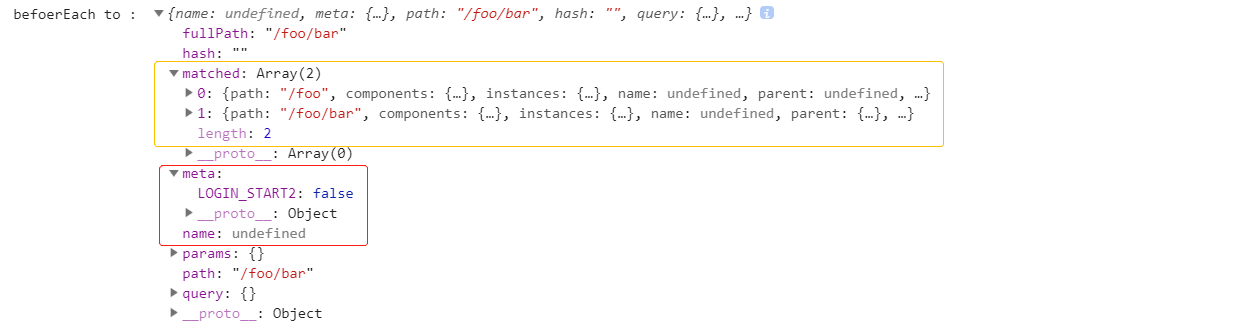 befoerEach to : ▼{name: undefined, meta: {…}, path: "/foo/bar", hash: "", query: {…}, …} i
fullPath: "/foo/bar"
hash: ""
▼matched: Array(2)
▶0: {path: "/foo", components: {…}, instances: {…}, name: undefined, parent: undefined, …}
▶1: {path: "/foo/bar", components: {…}, instances: {…}, name: undefined, parent: {…}, …}
length: 2
▶__proto__: Array(0)
▼meta:
LOGIN_START2: false
▶__proto__: Object
name: undefined
▶params: {}
path: "/foo/bar"
▶query: {}
▶__proto__: Object